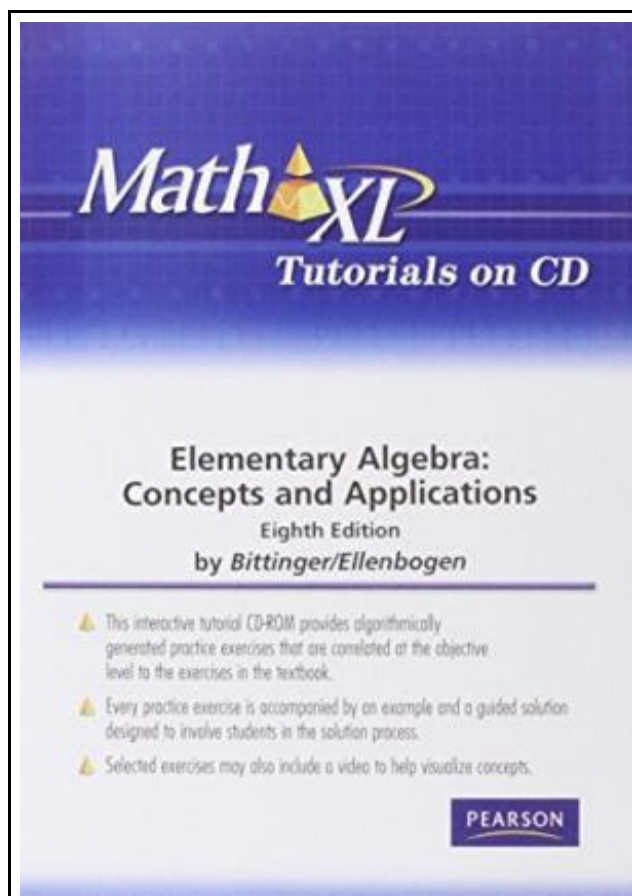 Math XL
Tutorials on CD
Elementary Algebra:
Concepts and Applications
Eighth Edition
by Bittinger/Ellenbogen
This interactive tutorial CD-ROM provides algorithmically
generated practice exercises that are correlated at the objective
level to the exercises in the textbook.
Every practice exercise is accompanied by an example and a guided solution
designed to involve students in the solution process.
Selected exercises may also include a video to help visualize concepts.
PEARSON